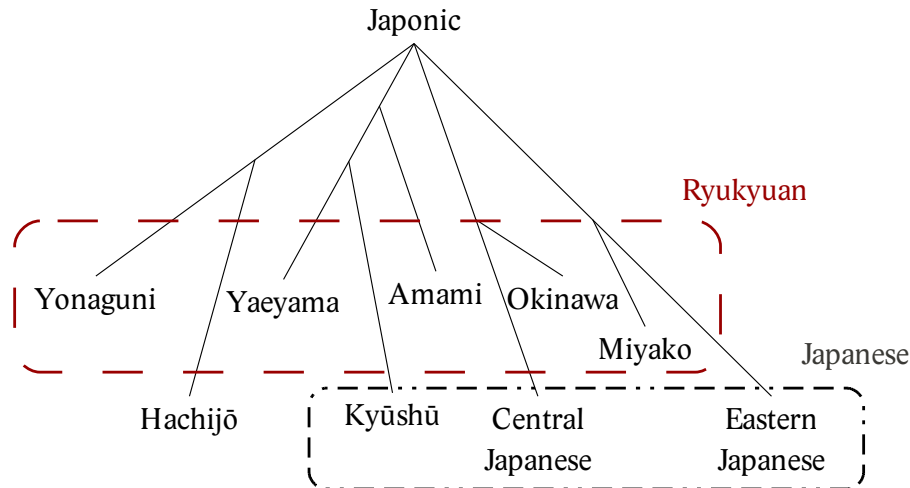 Japonic
Ryukyuan
Yonaguni
Yaeyama
Amami
Okinawa
Miyako
Japanese
Hachijō
Kyūshū
Central
Japanese
Eastern
Japanese